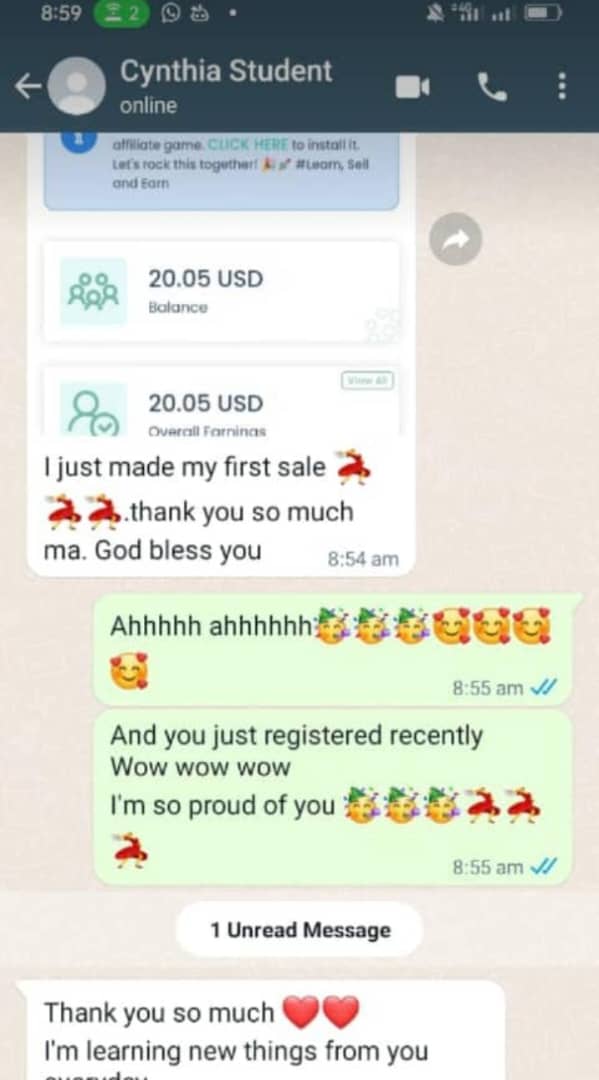 8:59 2
Cynthia Student
online
affiliate game. CLICK HERE to install it.
Let's rock this together! 🎉🚀 #Learn, Sell
and Earn
20.05 USD
Balance
View All
20.05 USD
Overall Earnings
I just made my first sale 💃
💃💃.thank you so much
ma. God bless you
8:54 am
Ahhhhh ahhhhhh🥳🥳🥳🥰🥰🥰
🥰
8:55 am
And you just registered recently
Wow wow wow
I'm so proud of you 🥳🥳🥳💃💃
💃
8:55 am
1 Unread Message
Thank you so much ❤️❤️
I'm learning new things from you
everyday